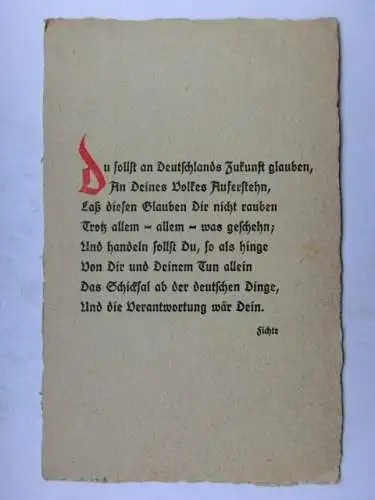 Du sollst an Deutschlands Zukunft glauben,
An Deines Volkes Auferstehn,
Laß diesen Glauben Dir nicht rauben
Trotz allem – allem – was geschehn;
Und handeln sollst Du, so als hinge
Von Dir und Deinem Tun allein
Das Schicksal ab der deutschen Dinge,
Und die Verantwortung wär Dein.
Fichte